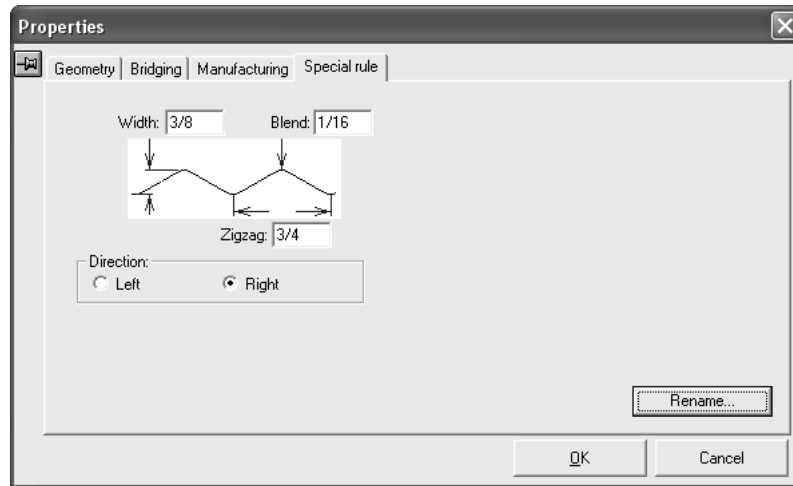 Properties
Geometry Bridging Manufacturing Special rule
Width: 3/8 Blend: 1/16
Zigzag: 3/4
Direction:
Left Right
Rename...
OK Cancel